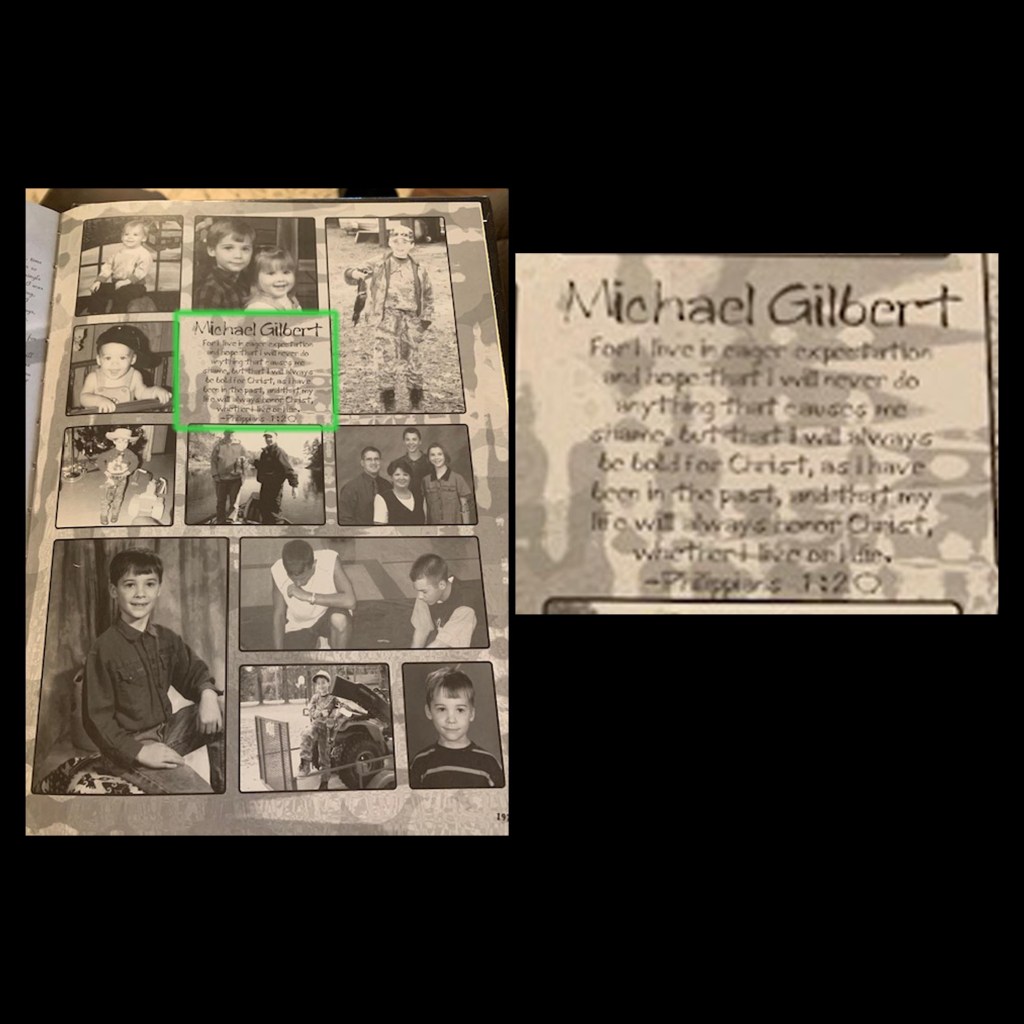 Michael Gilbert
For I live in eager expectation
and hope that I will never do
anything that causes me
shame, but that I will always
be bold for Christ, as I have
been in the past, and that my
life will always honor Christ,
whether I live or I die.
-Philippians 1:20